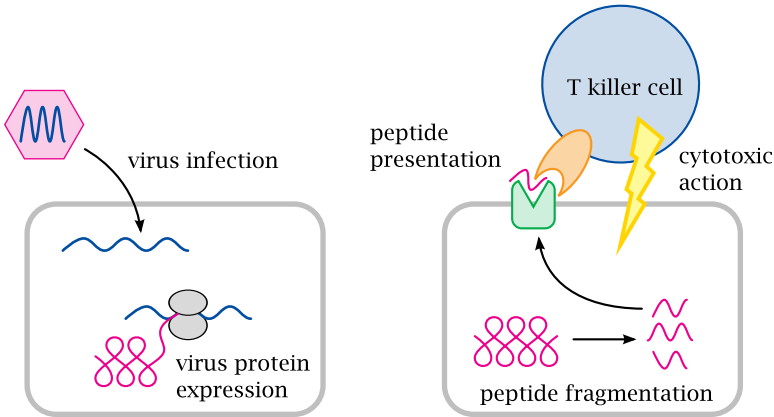 virus infection
virus protein
expression
T killer cell
peptide
presentation
cytotoxic
action
peptide fragmentation